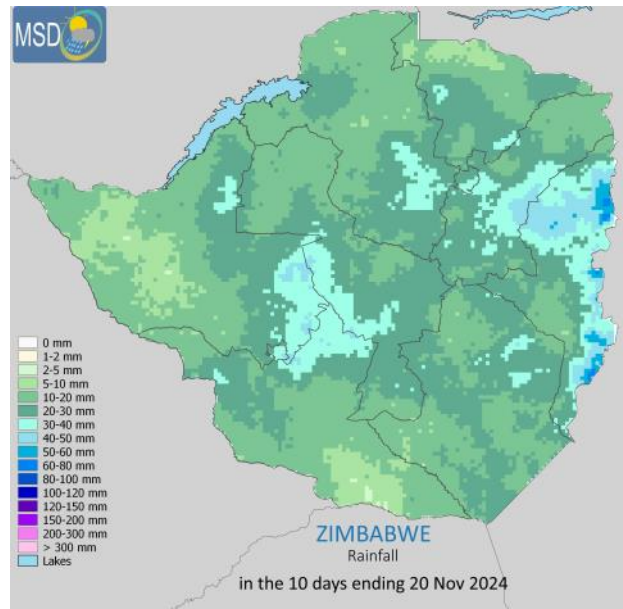 MSD
0 mm
1-2 mm
2-5 mm
5-10 mm
10-20 mm
20-30 mm
30-40 mm
40-50 mm
50-60 mm
60-80 mm
80-100 mm
100-120 mm
120-150 mm
150-200 mm
200-300 mm
> 300 mm
Lakes
ZIMBABWE
Rainfall
in the 10 days ending 20 Nov 2024